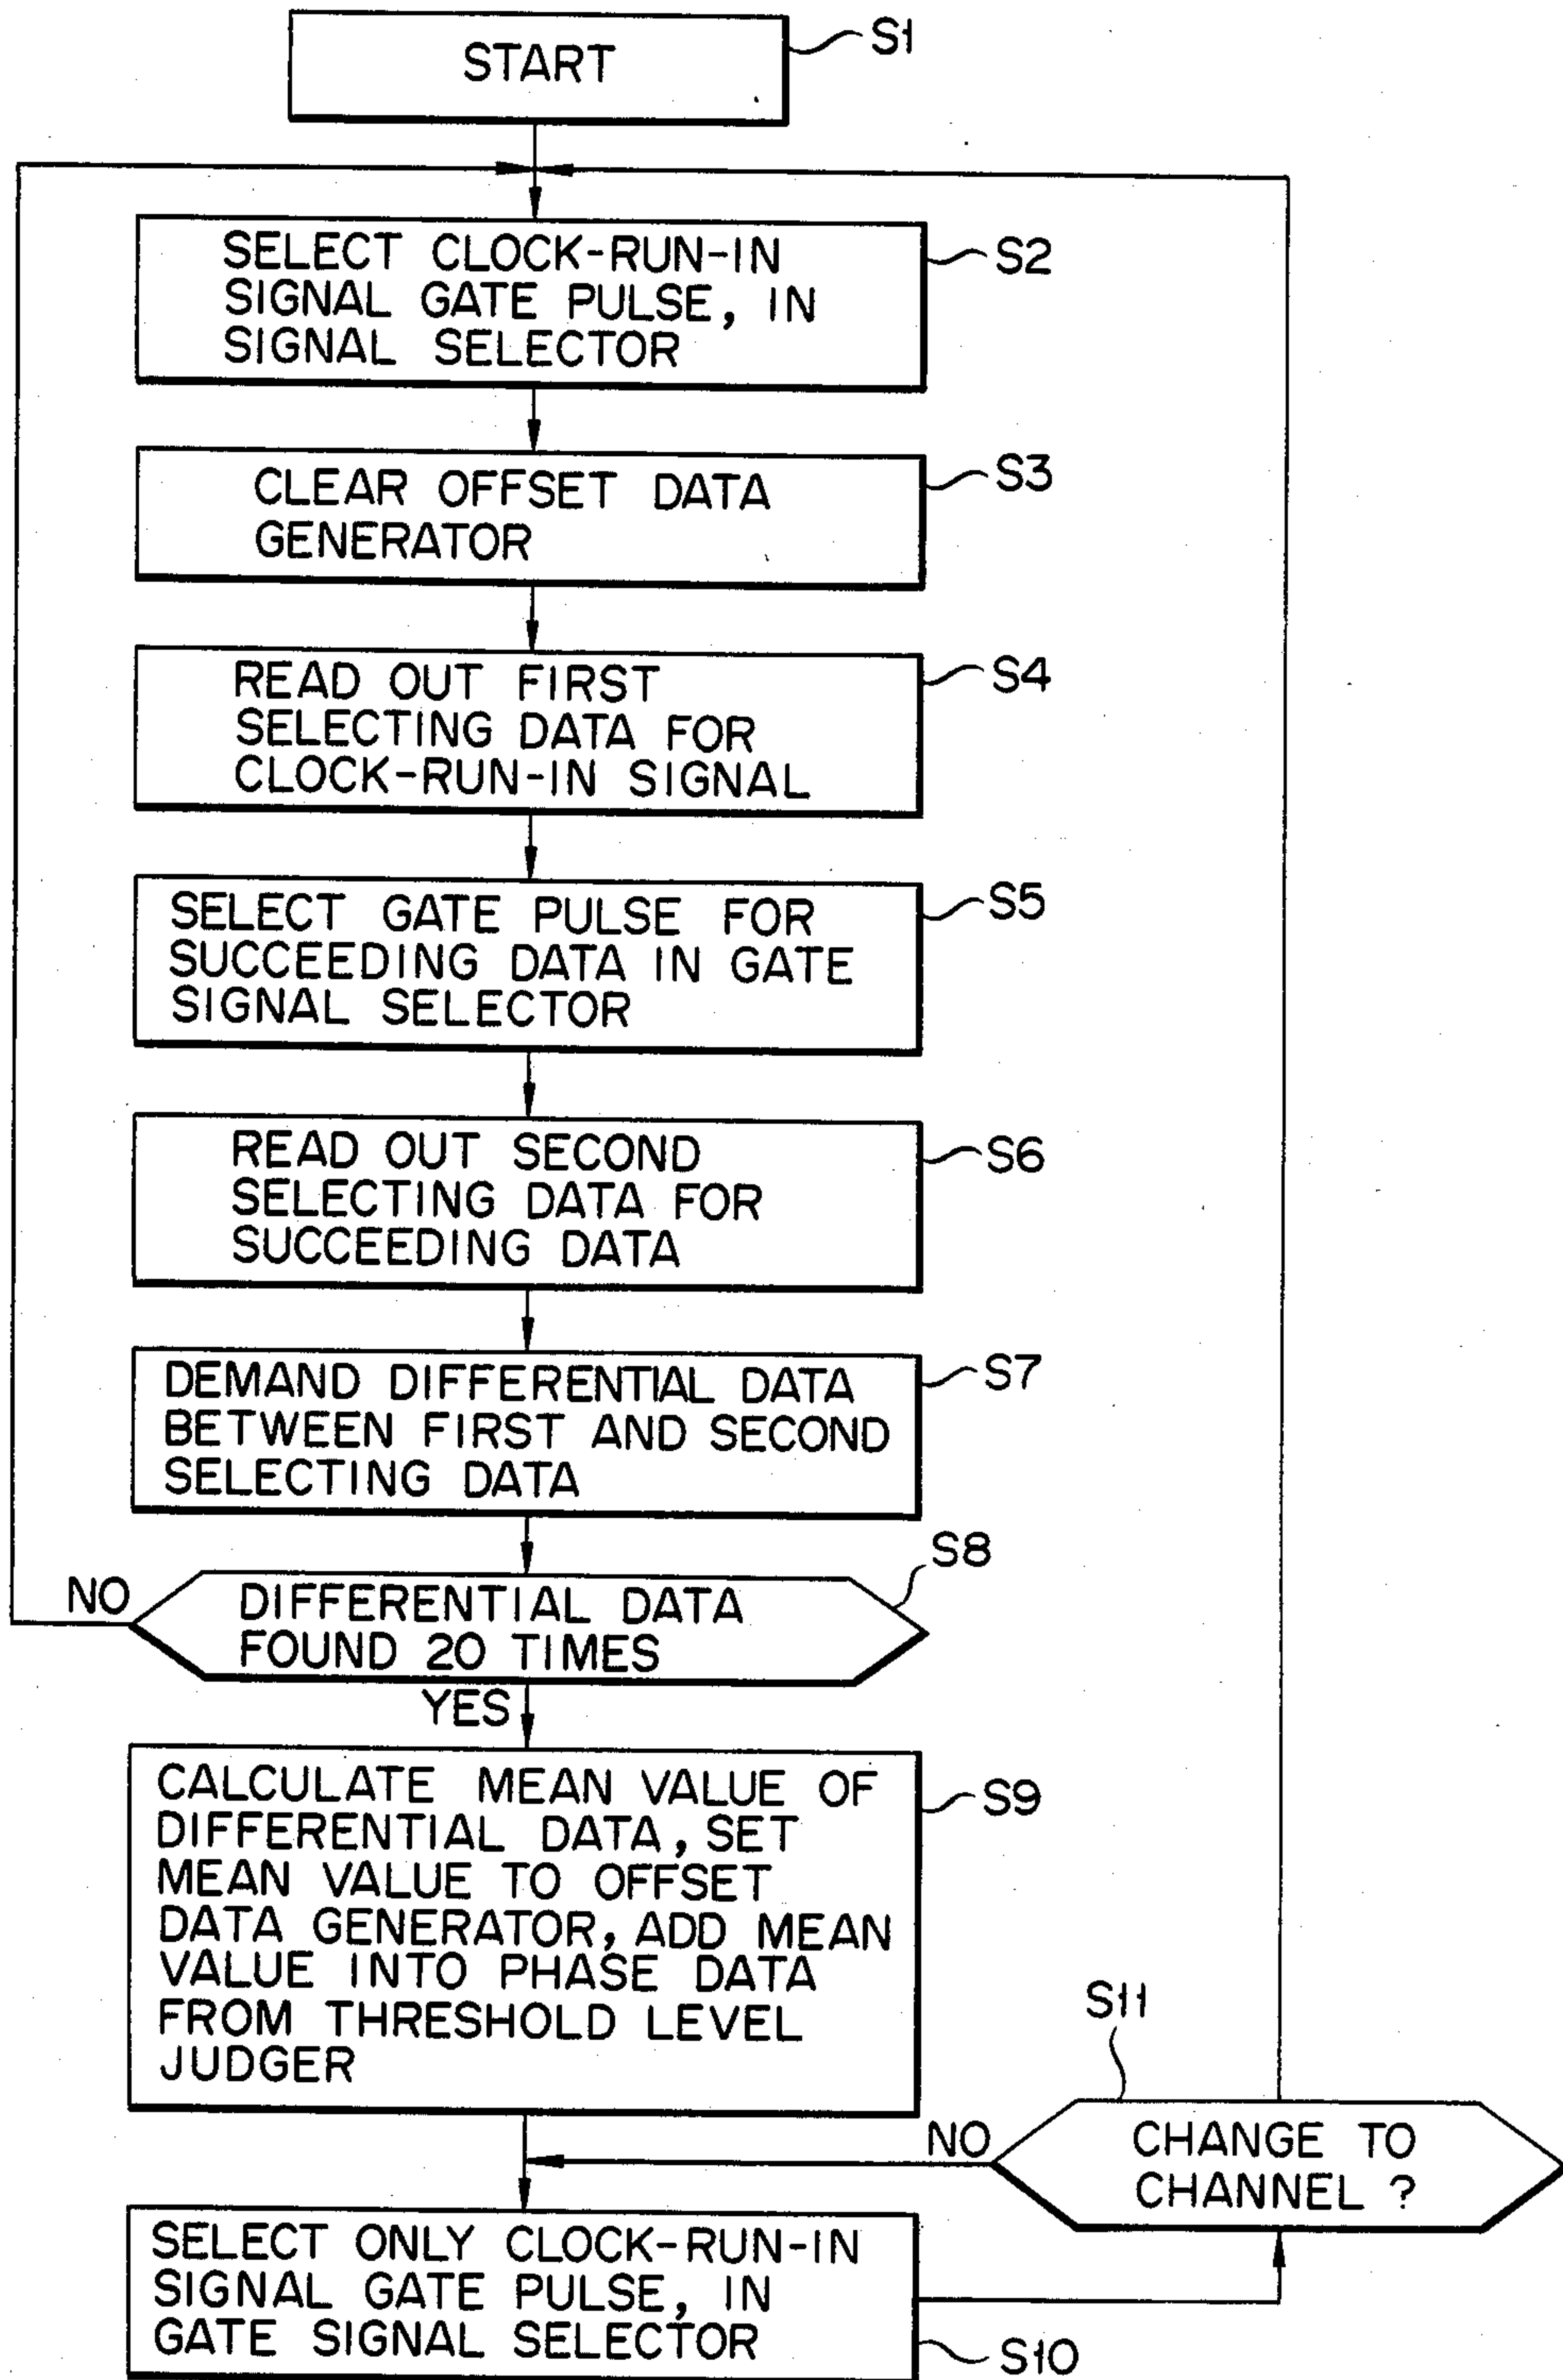 START
S1
SELECT CLOCK-RUN-IN
SIGNAL GATE PULSE, IN
SIGNAL SELECTOR
S2
CLEAR OFFSET DATA
GENERATOR
S3
READ OUT FIRST
SELECTING DATA FOR
CLOCK-RUN-IN SIGNAL
S4
SELECT GATE PULSE FOR
SUCCEEDING DATA IN GATE
SIGNAL SELECTOR
S5
READ OUT SECOND
SELECTING DATA FOR
SUCCEEDING DATA
S6
DEMAND DIFFERENTIAL DATA
BETWEEN FIRST AND SECOND
SELECTING DATA
S7
S8
NO
DIFFERENTIAL DATA
FOUND 20 TIMES
YES
CALCULATE MEAN VALUE OF
DIFFERENTIAL DATA, SET
MEAN VALUE TO OFFSET
DATA GENERATOR, ADD MEAN
VALUE INTO PHASE DATA
FROM THRESHOLD LEVEL
JUDGER
S9
S11
NO
CHANGE TO
CHANNEL ?
SELECT ONLY CLOCK-RUN-IN
SIGNAL GATE PULSE, IN
GATE SIGNAL SELECTOR
S10